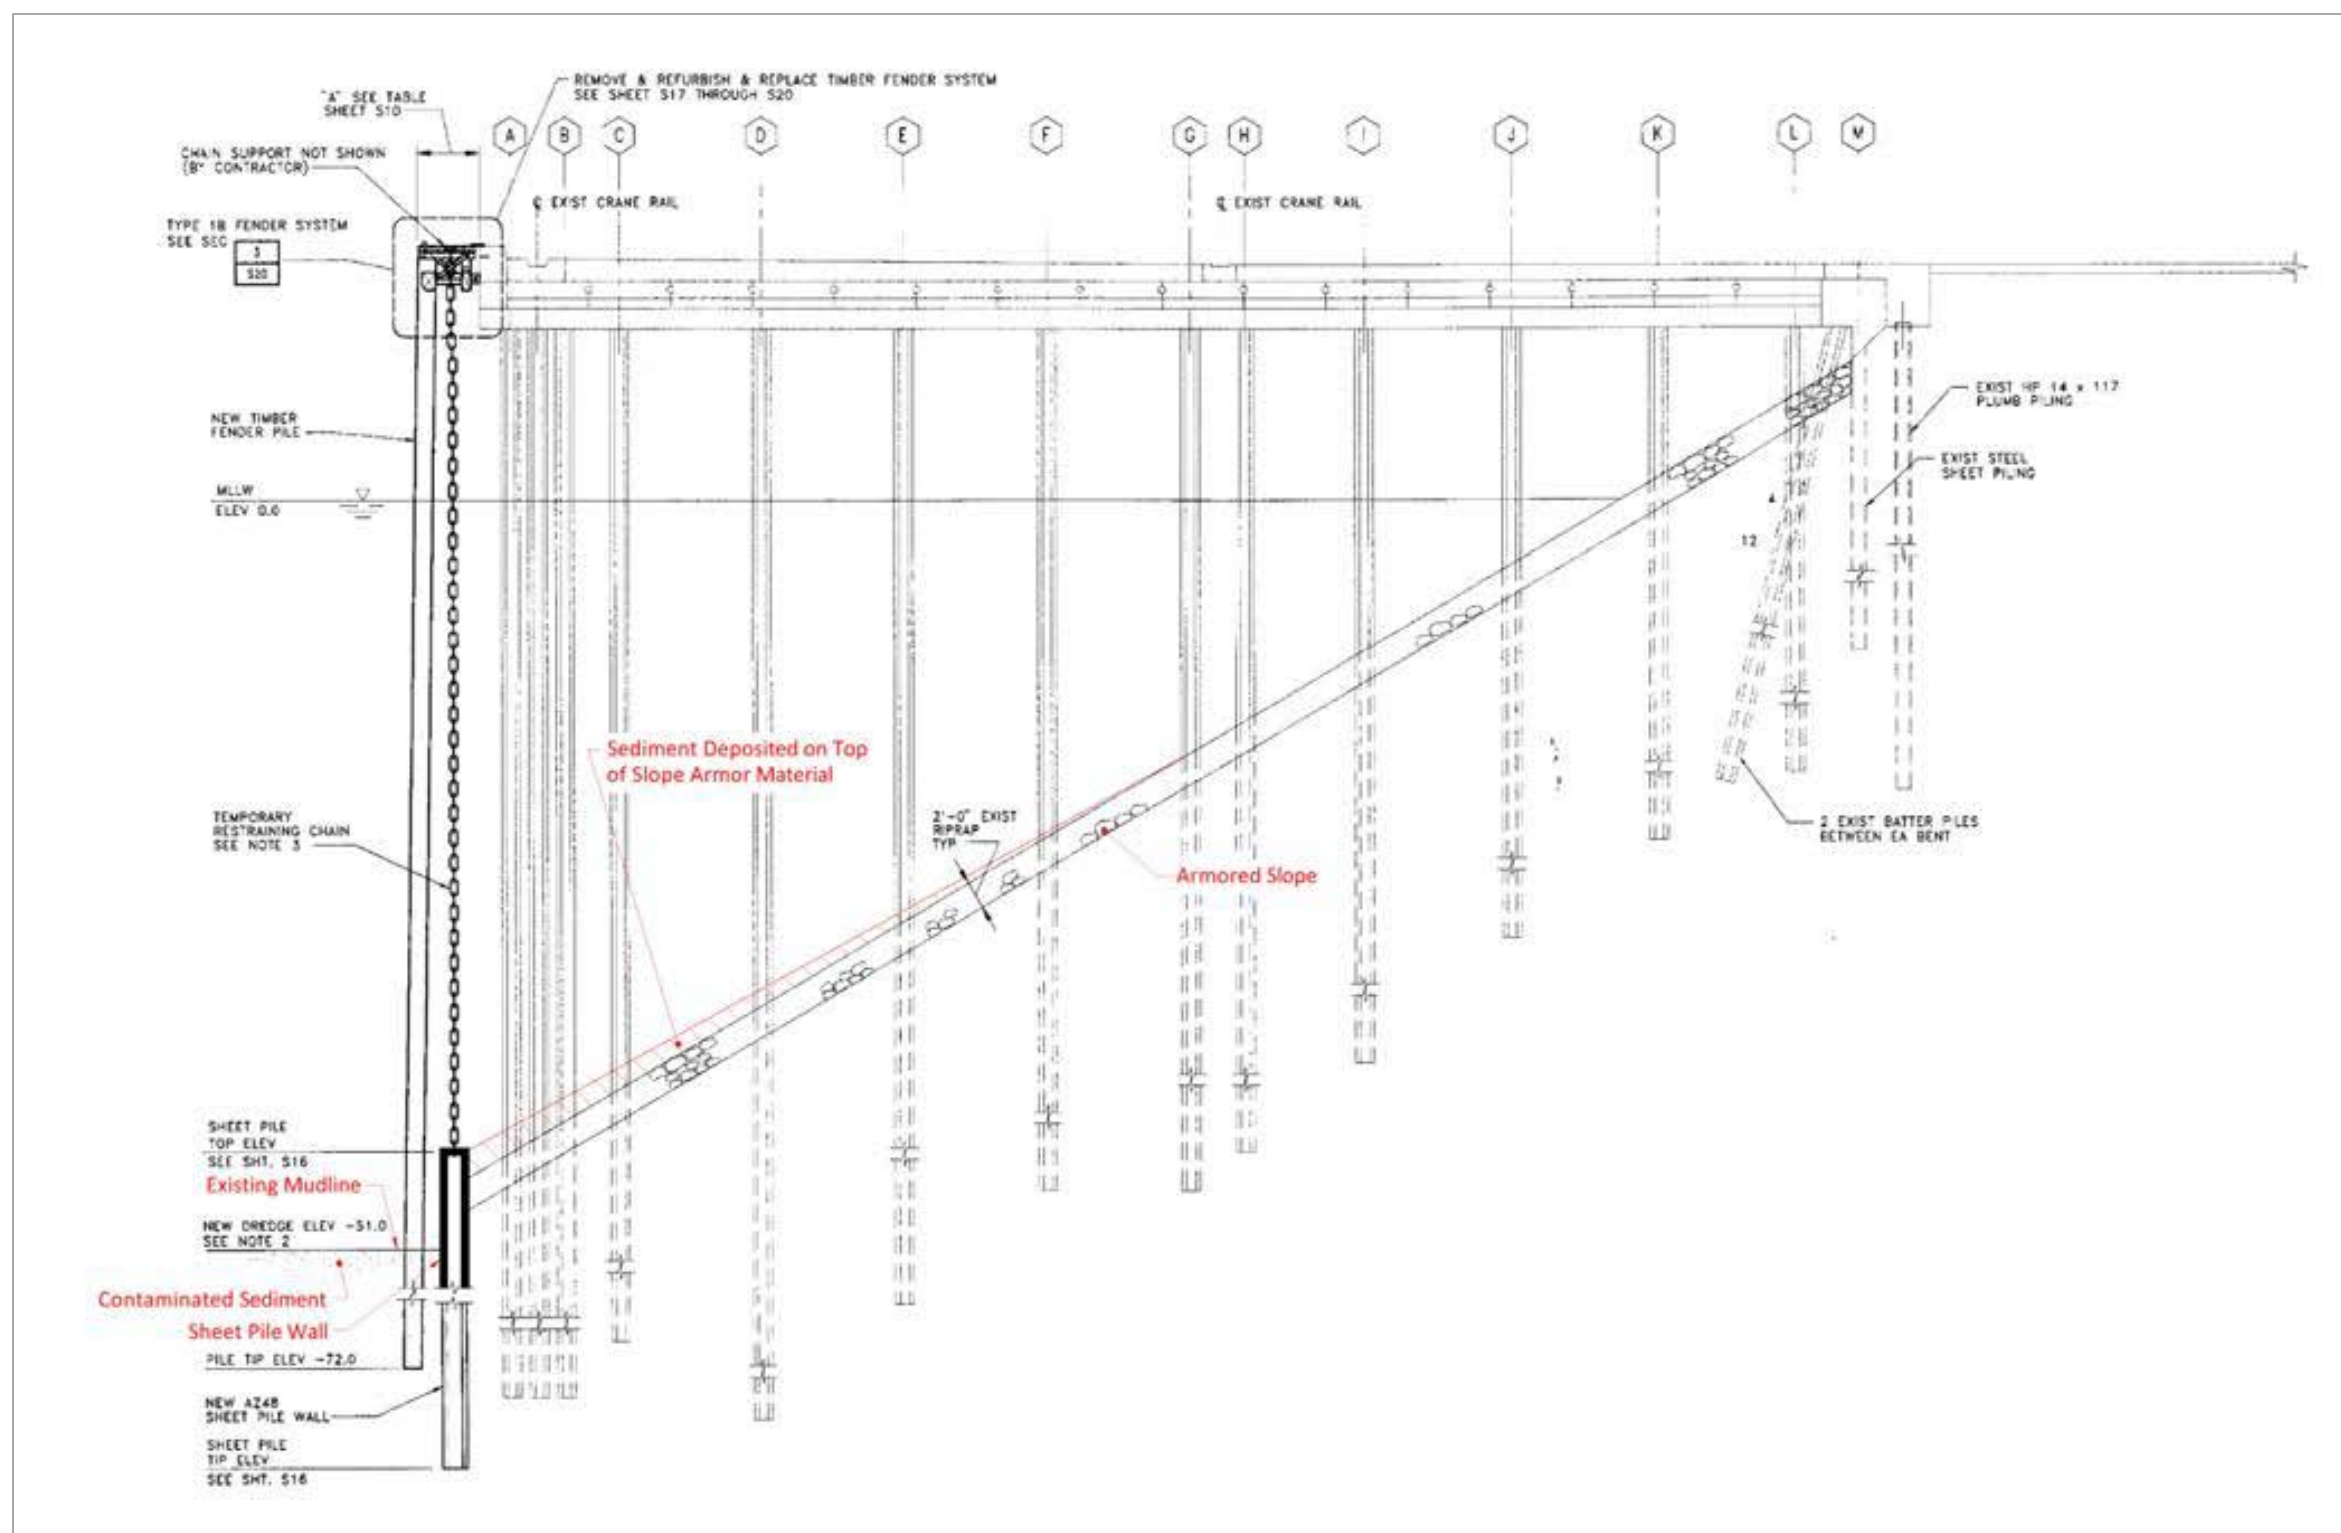 REMOVE & REFURBISH & REPLACE TIMBER FENDER SYSTEM
SEE SHEET S17 THROUGH S20
"A" SEE TABLE
SHEET S10
A
B
C
D
E
F
G
H
I
J
K
L
M
CHAIN SUPPORT NOT SHOWN
(BY CONTRACTOR)
℄ EXIST CRANE RAIL
℄ EXIST CRANE RAIL
TYPE 1B FENDER SYSTEM
SEE SEC
3
S20
EXIST HP 14 x 117
PLUMB PILING
NEW TIMBER
FENDER PILE
EXIST STEEL
SHEET PILING
MLLW
ELEV 0.0
4
12
Sediment Deposited on Top
of Slope Armor Material
TEMPORARY
RESTRAINING CHAIN
SEE NOTE 3
2'-0" EXIST
RIPRAP
TYP
2 EXIST BATTER PILES
BETWEEN EA BENT
Armored Slope
SHEET PILE
TOP ELEV
SEE SHT. S16
Existing Mudline
NEW DREDGE ELEV -51.0
SEE NOTE 2
Contaminated Sediment
Sheet Pile Wall
PILE TIP ELEV -72.0
NEW AZ48
SHEET PILE WALL
SHEET PILE
TIP ELEV
SEE SHT. S16